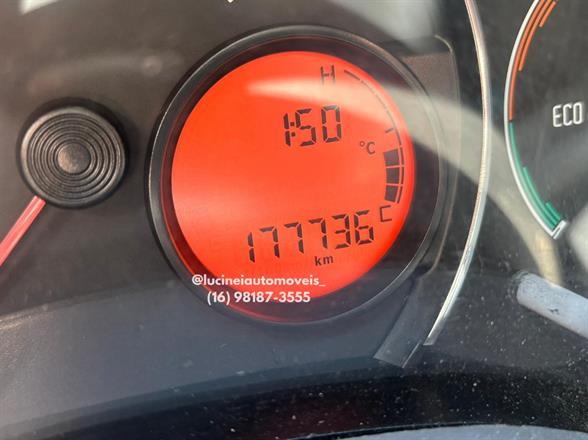 H
1:50
°C
C
177736
km
ECO
@lucineiautomoveis_
(16) 98187-3555